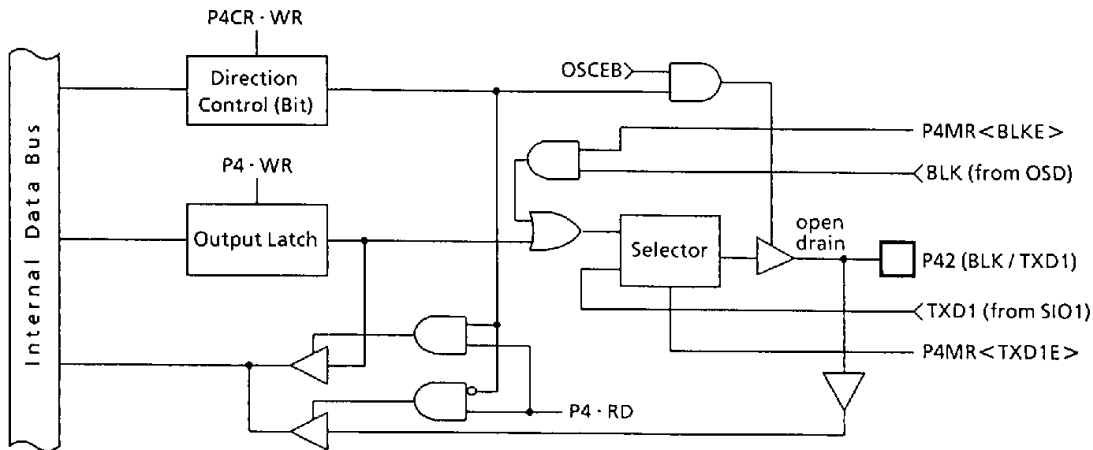 P4CR · WR
Direction
Control (Bit)
OSCEB
P4MR<BLKE>
BLK (from OSD)
P4 · WR
Output Latch
Selector
open
drain
P42 (BLK / TXD1)
TXD1 (from SIO1)
P4MR<TXD1E>
P4 · RD
Internal Data Bus